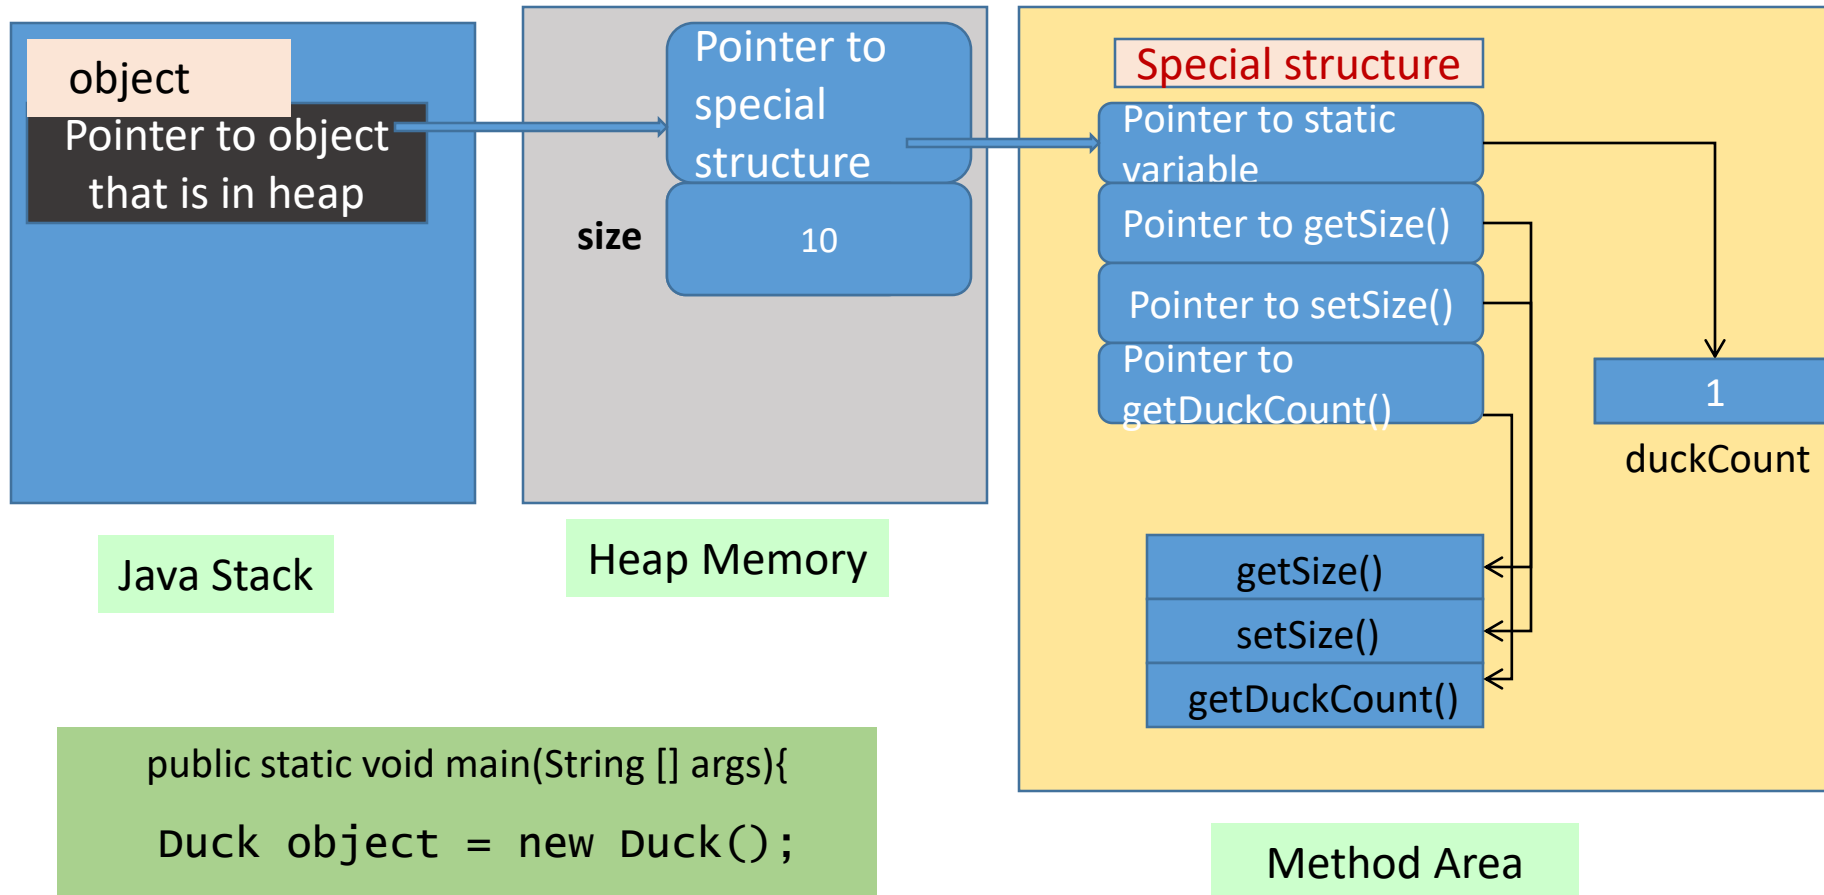 object
Pointer to object
that is in heap
Java Stack
Pointer to
special
structure
size
10
Heap Memory
Special structure
Pointer to static
variable
Pointer to getSize()
Pointer to setSize()
Pointer to
getDuckCount()
1
duckCount
getSize()
setSize()
getDuckCount()
Method Area
public static void main(String [] args){
Duck object = new Duck();